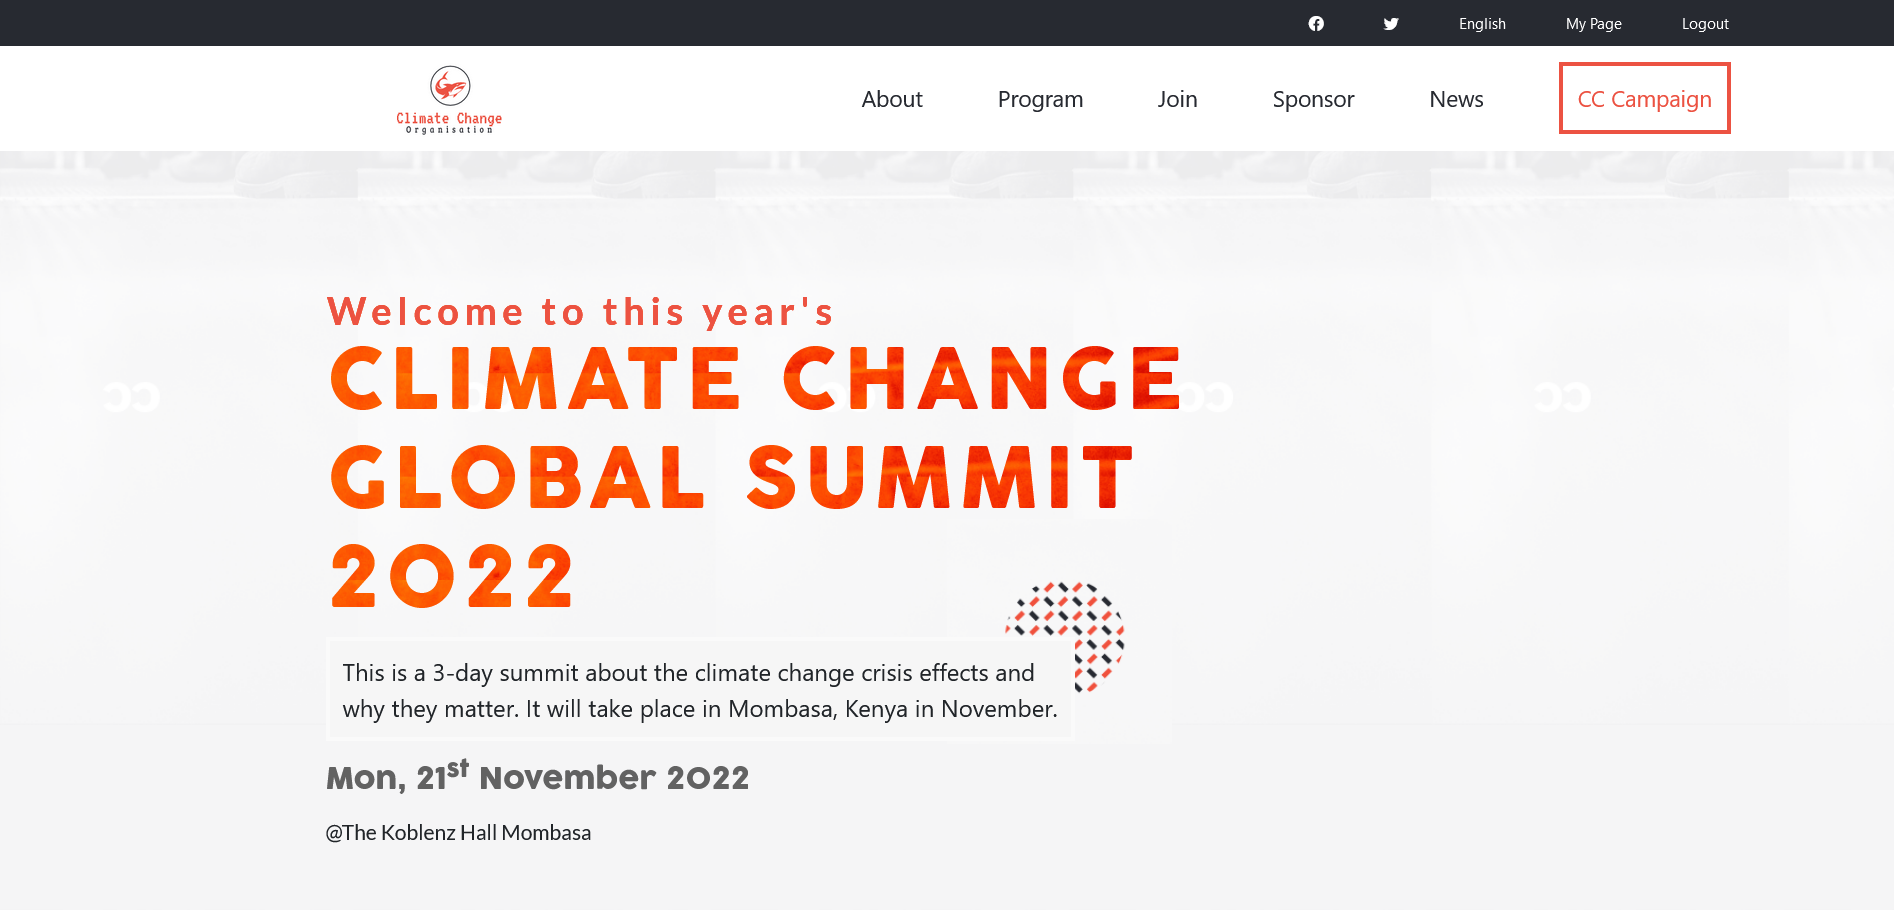 English My Page Logout
Climate Change
Organisation
About Program Join Sponsor News CC Campaign
Welcome to this year's
CLIMATE CHANGE
GLOBAL SUMMIT
2022
This is a 3-day summit about the climate change crisis effects and
why they matter. It will take place in Mombasa, Kenya in November.
Mon, 21st November 2022
@The Koblenz Hall Mombasa